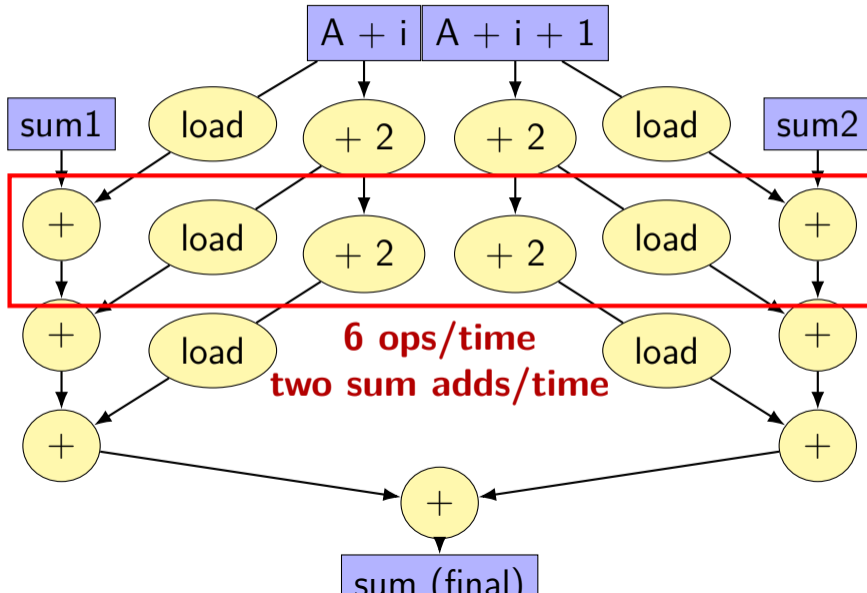 A + i A + i + 1
sum1 load + 2 + 2 load sum2
+ load + 2 + 2 load +
+ load 6 ops/time load +
two sum adds/time
+ +
+
sum (final)